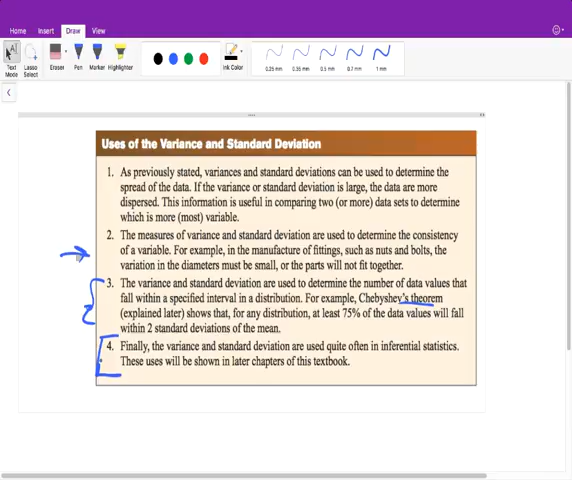 Home Insert Draw View
Text Mode Lasso Select Eraser Pen Marker Highlighter Ink Color 0.25 mm 0.35 mm 0.5 mm 0.7 mm 1 mm
Uses of the Variance and Standard Deviation
1. As previously stated, variances and standard deviations can be used to determine the
spread of the data. If the variance or standard deviation is large, the data are more
dispersed. This information is useful in comparing two (or more) data sets to determine
which is more (most) variable.
2. The measures of variance and standard deviation are used to determine the consistency
of a variable. For example, in the manufacture of fittings, such as nuts and bolts, the
variation in the diameters must be small, or the parts will not fit together.
3. The variance and standard deviation are used to determine the number of data values that
fall within a specified interval in a distribution. For example, Chebyshev's theorem
(explained later) shows that, for any distribution, at least 75% of the data values will fall
within 2 standard deviations of the mean.
4. Finally, the variance and standard deviation are used quite often in inferential statistics.
These uses will be shown in later chapters of this textbook.